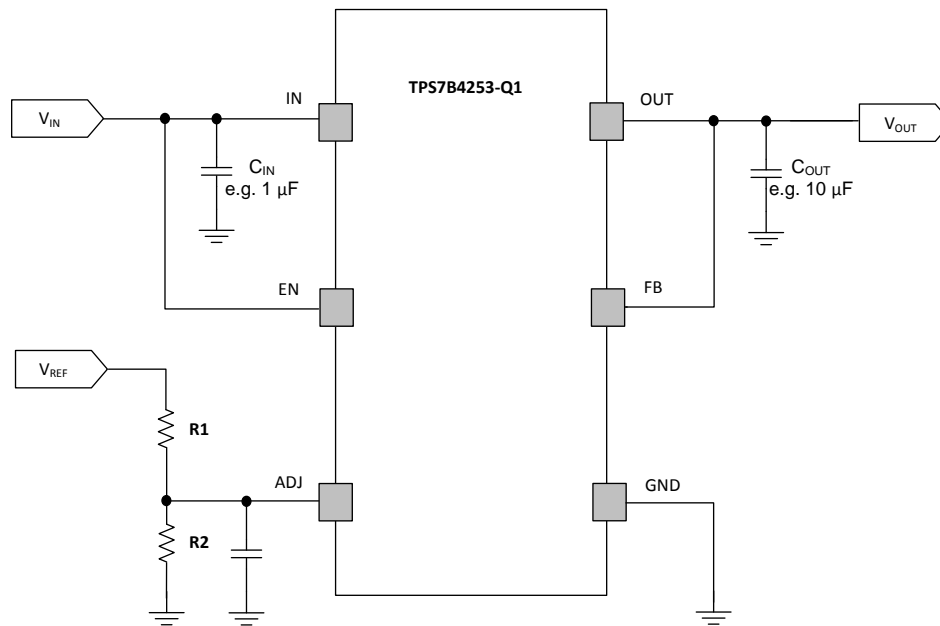 TPS7B4253-Q1
IN
OUT
V_IN
V_OUT
C_IN
e.g. 1 µF
C_OUT
e.g. 10 µF
EN
FB
V_REF
R1
ADJ
GND
R2